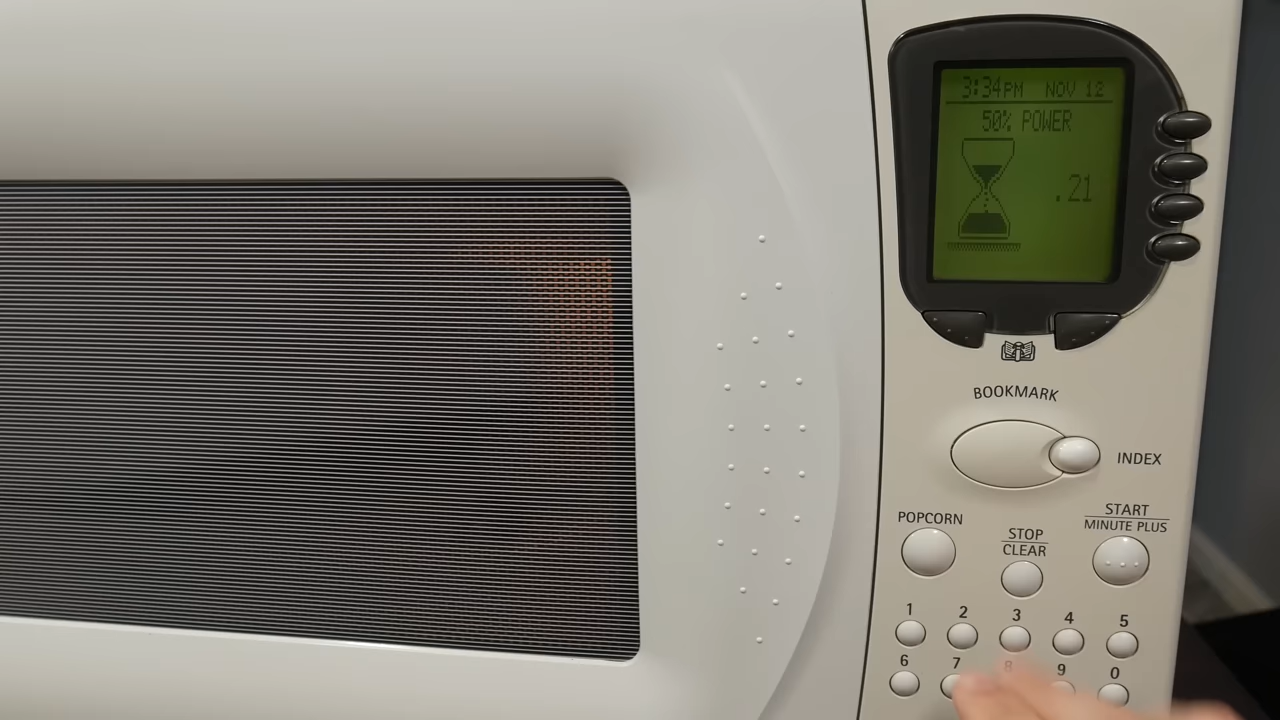 3:34PM NOV 12
50% POWER
.21
BOOKMARK
INDEX
POPCORN
STOP
CLEAR
START
MINUTE PLUS
1 2 3 4 5
6 7 8 9 0